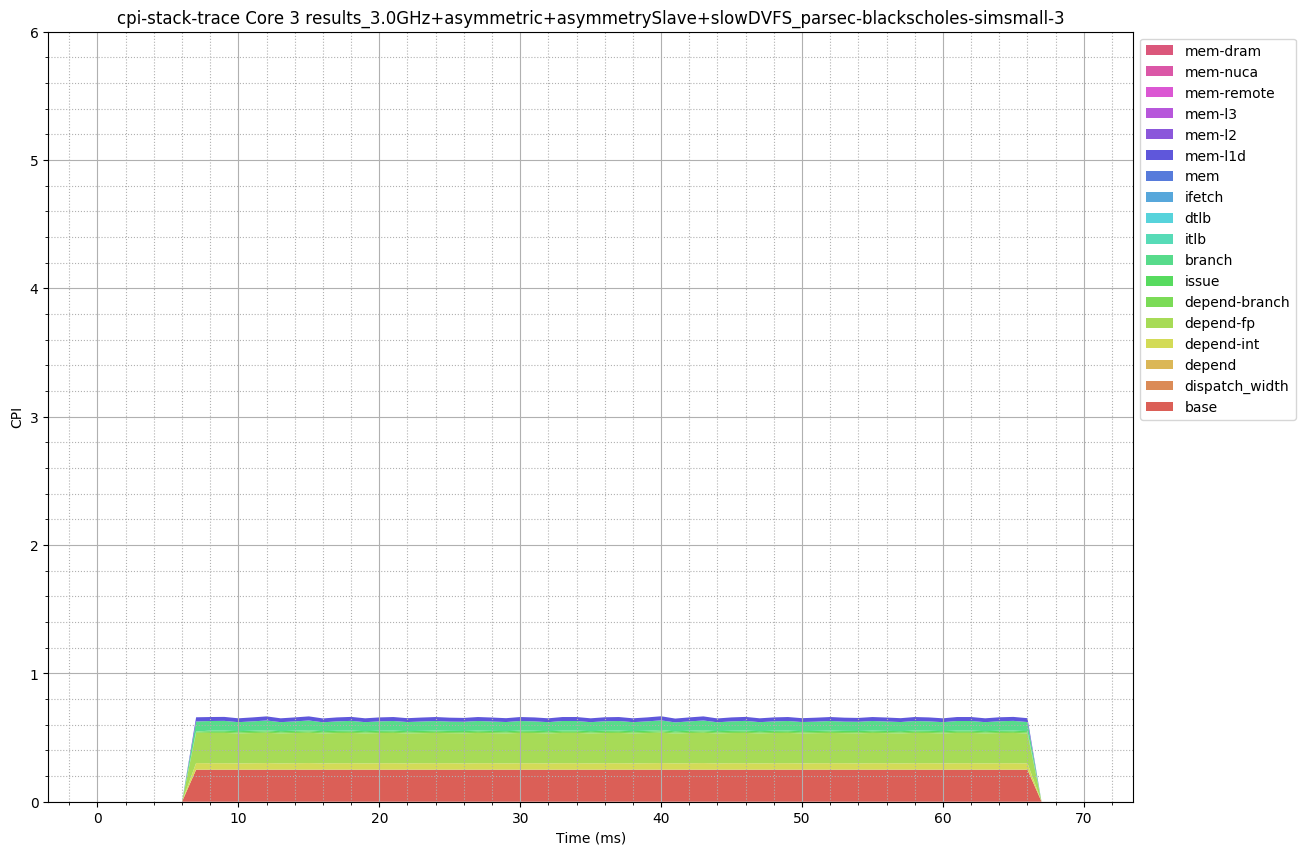 cpi-stack-trace Core 3 results_3.0GHz+asymmetric+asymmetrySlave+slowDVFS_parsec-blackscholes-simsmall-3
6
5
4
3
2
1
0
CPI
0 10 20 30 40 50 60 70
Time (ms)
mem-dram
mem-nuca
mem-remote
mem-l3
mem-l2
mem-l1d
mem
ifetch
dtlb
itlb
branch
issue
depend-branch
depend-fp
depend-int
depend
dispatch_width
base